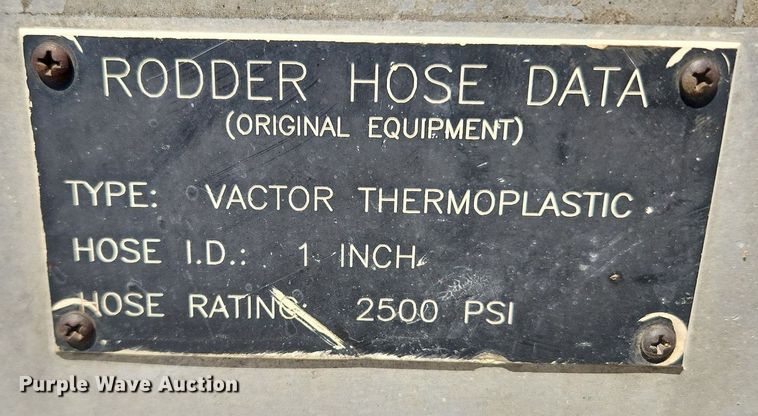 RODDER HOSE DATA
(ORIGINAL EQUIPMENT)
TYPE: VACTOR THERMOPLASTIC
HOSE I.D.: 1 INCH
HOSE RATING: 2500 PSI
Purple Wave Auction